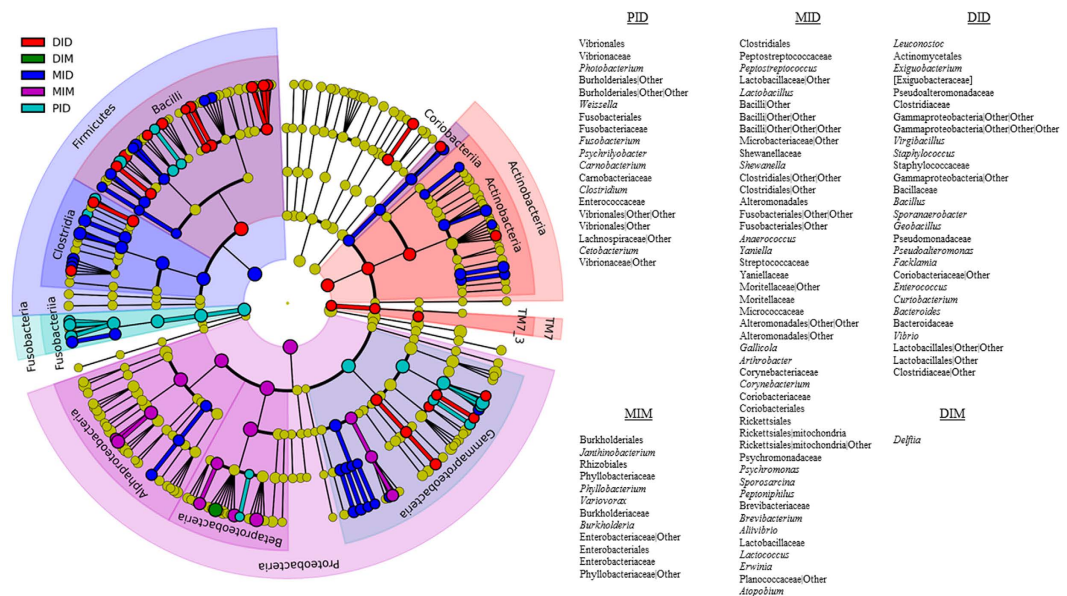 DID
DIM
MID
MIM
PID
Firmicutes
Bacilli
Clostridia
Fusobacteria
Fusobacteria
Coriobacteriia
Actinobacteria
Actinobacteria
TM7_3
TM7
Gammaproteobacteria
Alphaproteobacteria
Betaproteobacteria
Proteobacteria
PID
Vibrionales
Vibrionaceae
Photobacterium
Burholderiales|Other
Burholderiales|Other|Other
Weissella
Fusobacteriales
Fusobacteriaceae
Fusobacterium
Psychrilyobacter
Carnobacterium
Carnobacteriaceae
Clostridium
Enterococcaceae
Vibrionales|Other|Other
Vibrionales|Other
Lachnospiraceae|Other
Cetobacterium
Vibrionaceae|Other
MIM
Burkholderiales
Janthinobacterium
Rhizobiales
Phyllobacteriaceae
Phyllobacterium
Variovorax
Burkholderiaceae
Burkholderia
Enterobacteriaceae|Other
Enterobacteriales
Enterobacteriaceae
Phyllobacteriaceae|Other
MID
Clostridiales
Peptostreptococcaceae
Peptostreptococcus
Lactobacillaceae|Other
Lactobacillus
Bacilli|Other
Bacilli|Other|Other
Bacilli|Other|Other|Other
Microbacteriaceae|Other
Shewanellaceae
Shewanella
Clostridiales|Other|Other
Clostridiales|Other
Alteromonadales
Fusobacteriales|Other|Other
Fusobacteriales|Other
Anaerococcus
Yaniella
Streptococcaceae
Yaniellaceae
Moritellaceae|Other
Moritellaceae
Micrococcaceae
Alteromonadales|Other|Other
Alteromonadales|Other
Gallicola
Arthrobacter
Corynebacteriaceae
Corynebacterium
Coriobacteriaceae
Coriobacteriales
Rickettsiales
Rickettsiales|mitochondria
Rickettsiales|mitochondria|Other
Psychromonadaceae
Psychromonas
Sporosarcina
Peptoniphilus
Brevibacteriaceae
Brevibacterium
Aliivibrio
Lactobacillaceae
Lactococcus
Erwinia
Planococcaceae|Other
Atopobium
DID
Leuconostoc
Actinomycetales
Exiguobacterium
[Exiguobacteraceae]
Pseudoalteromonadaceae
Clostridiaceae
Gammaproteobacteria|Other|Other
Gammaproteobacteria|Other|Other|Other
Virgibacillus
Staphylococcus
Staphylococcaceae
Gammaproteobacteria|Other
Bacillaceae
Bacillus
Sporanaerobacter
Geobacillus
Pseudomonadaceae
Pseudoalteromonas
Facklamia
Coriobacteriaceae|Other
Enterococcus
Curtobacterium
Bacteroides
Bacteroidaceae
Vibrio
Lactobacillales|Other|Other
Lactobacillales|Other
Clostridiaceae|Other
DIM
Delftia